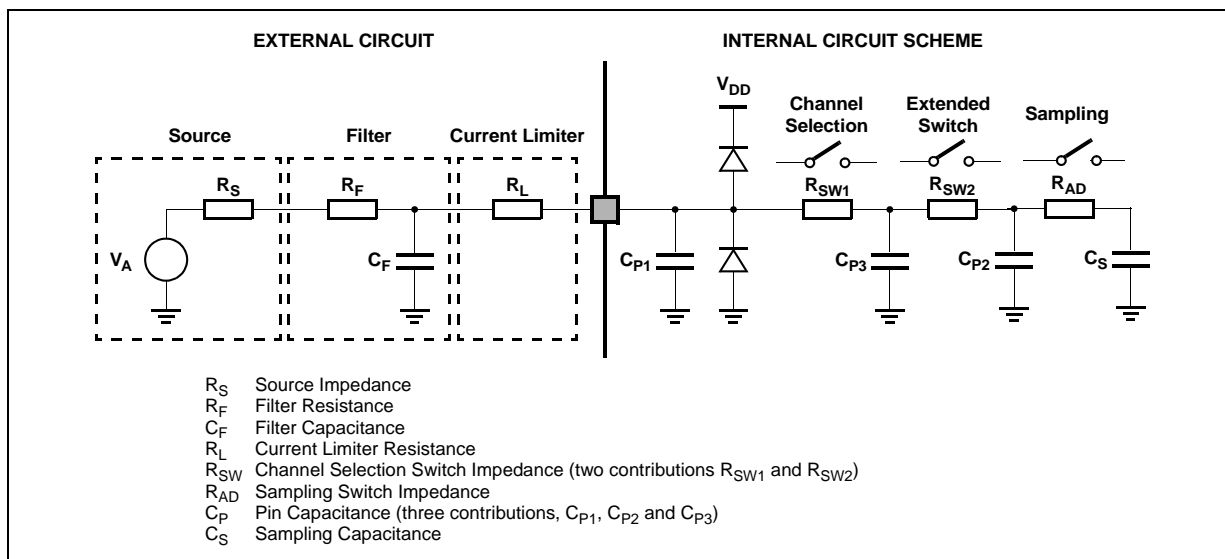 EXTERNAL CIRCUIT
INTERNAL CIRCUIT SCHEME
VDD
Channel Selection
Extended Switch
Sampling
Source
Filter
Current Limiter
RS
RF
RL
RSW1
RSW2
RAD
VA
CF
CP1
CP3
CP2
CS
RS Source Impedance
RF Filter Resistance
CF Filter Capacitance
RL Current Limiter Resistance
RSW Channel Selection Switch Impedance (two contributions RSW1 and RSW2)
RAD Sampling Switch Impedance
CP Pin Capacitance (three contributions, CP1, CP2 and CP3)
CS Sampling Capacitance